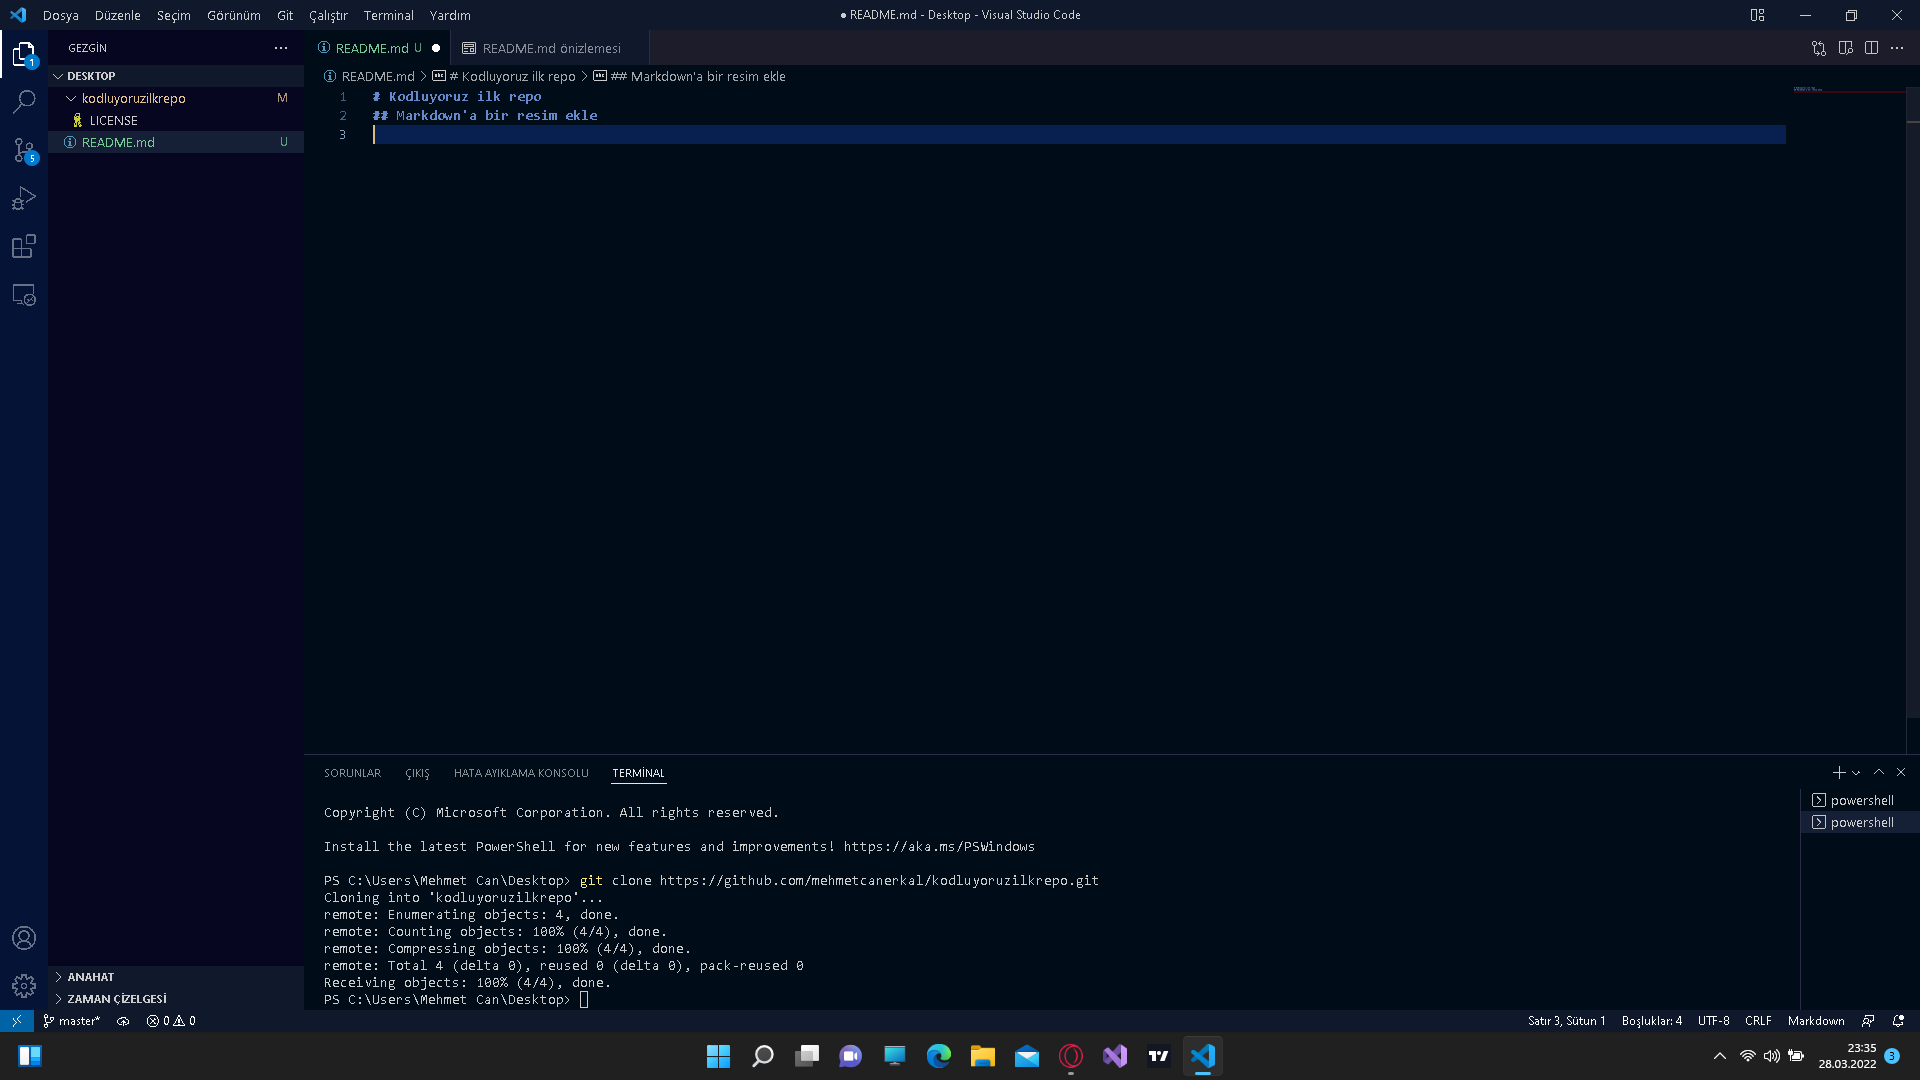 Dosya Düzenle Seçim Görünüm Git Çalıştır Terminal Yardım
● README.md - Desktop - Visual Studio Code
GEZGİN
README.md U
README.md önizlemesi
1
DESKTOP
README.md > # Kodluyoruz ilk repo > ## Markdown'a bir resim ekle
kodluyoruzilkrepo M
LICENSE
README.md U
5
1 # Kodluyoruz ilk repo
2 ## Markdown'a bir resim ekle
3
SORUNLAR ÇIKIŞ HATA AYIKLAMA KONSOLU TERMİNAL
powershell
powershell
Copyright (C) Microsoft Corporation. All rights reserved.
Install the latest PowerShell for new features and improvements! https://aka.ms/PSWindows
PS C:\Users\Mehmet Can\Desktop> git clone https://github.com/mehmetcanerkal/kodluyoruzilkrepo.git
Cloning into 'kodluyoruzilkrepo'...
remote: Enumerating objects: 4, done.
remote: Counting objects: 100% (4/4), done.
remote: Compressing objects: 100% (4/4), done.
remote: Total 4 (delta 0), reused 0 (delta 0), pack-reused 0
Receiving objects: 100% (4/4), done.
PS C:\Users\Mehmet Can\Desktop>
ANAHAT
ZAMAN ÇİZELGESİ
master* 0 0
Satır 3, Sütun 1 Boşluklar: 4 UTF-8 CRLF Markdown
23:35
28.03.2022
3